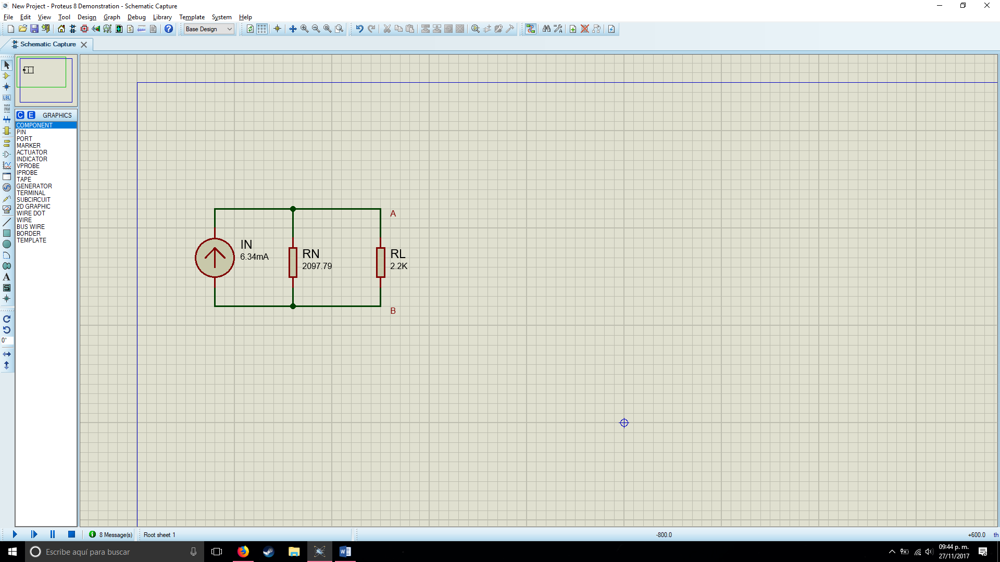 New Project - Proteus 8 Demonstration - Schematic Capture
File Edit View Tool Design Graph Debug Library Template System Help
Base Design
Schematic Capture
C E GRAPHICS
COMPONENT
PIN
PORT
MARKER
ACTUATOR
INDICATOR
VPROBE
IPROBE
TAPE
GENERATOR
TERMINAL
SUBCIRCUIT
2D GRAPHIC
WIRE DOT
WIRE
BUS WIRE
BORDER
TEMPLATE
LBL
A
S
0°
A
IN
6.34mA
RN
2097.79
RL
2.2K
B
8 Message(s)
Root sheet 1
-800.0
+600.0
th
Escribe aquí para buscar
09:44 p. m.
27/11/2017